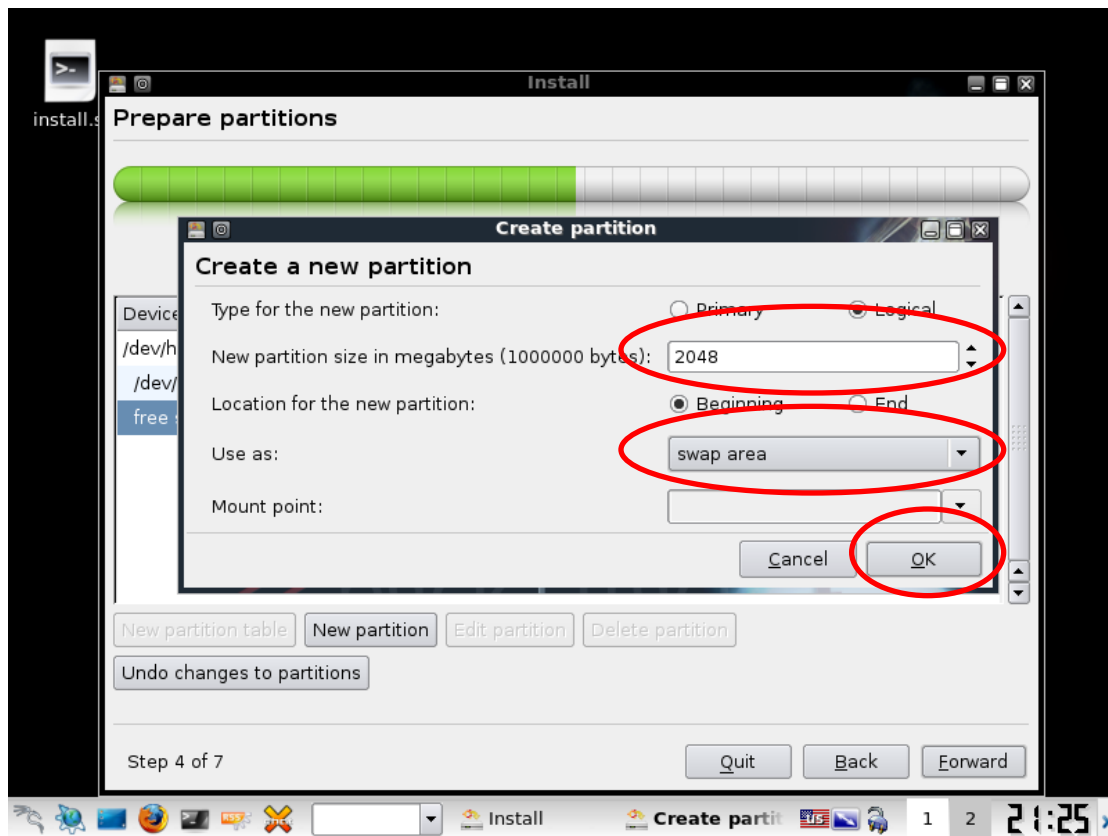 install.s
Install
Prepare partitions
Create partition
Create a new partition
Device
Type for the new partition: Primary Logical
/dev/h
New partition size in megabytes (1000000 bytes): 2048
/dev/
Location for the new partition: Beginning End
free
Use as: swap area
Mount point:
Cancel OK
New partition table New partition Edit partition Delete partition
Undo changes to partitions
Step 4 of 7 Quit Back Forward
Install Create partit 1 2 21:25